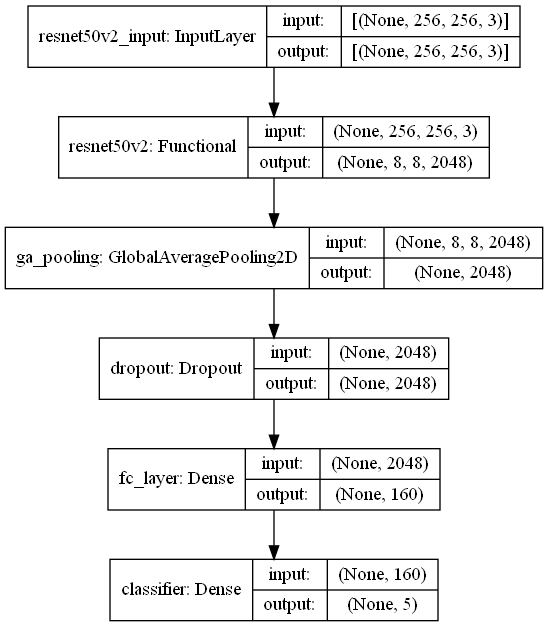 resnet50v2_input: InputLayer
input: [(None, 256, 256, 3)]
output: [(None, 256, 256, 3)]
resnet50v2: Functional
input: (None, 256, 256, 3)
output: (None, 8, 8, 2048)
ga_pooling: GlobalAveragePooling2D
input: (None, 8, 8, 2048)
output: (None, 2048)
dropout: Dropout
input: (None, 2048)
output: (None, 2048)
fc_layer: Dense
input: (None, 2048)
output: (None, 160)
classifier: Dense
input: (None, 160)
output: (None, 5)